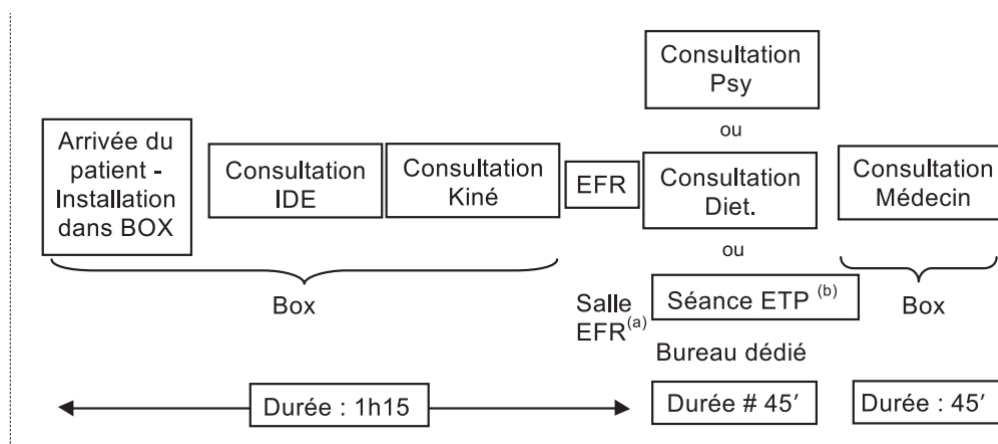 Arrivée du
patient -
Installation
dans BOX
Consultation
IDE
Consultation
Kiné
EFR
Consultation
Psy
ou
Consultation
Diet.
ou
Séance ETP (b)
Bureau dédié
Consultation
Médecin
Box
Salle
EFR(a)
Box
Durée : 1h15
Durée # 45′
Durée : 45′